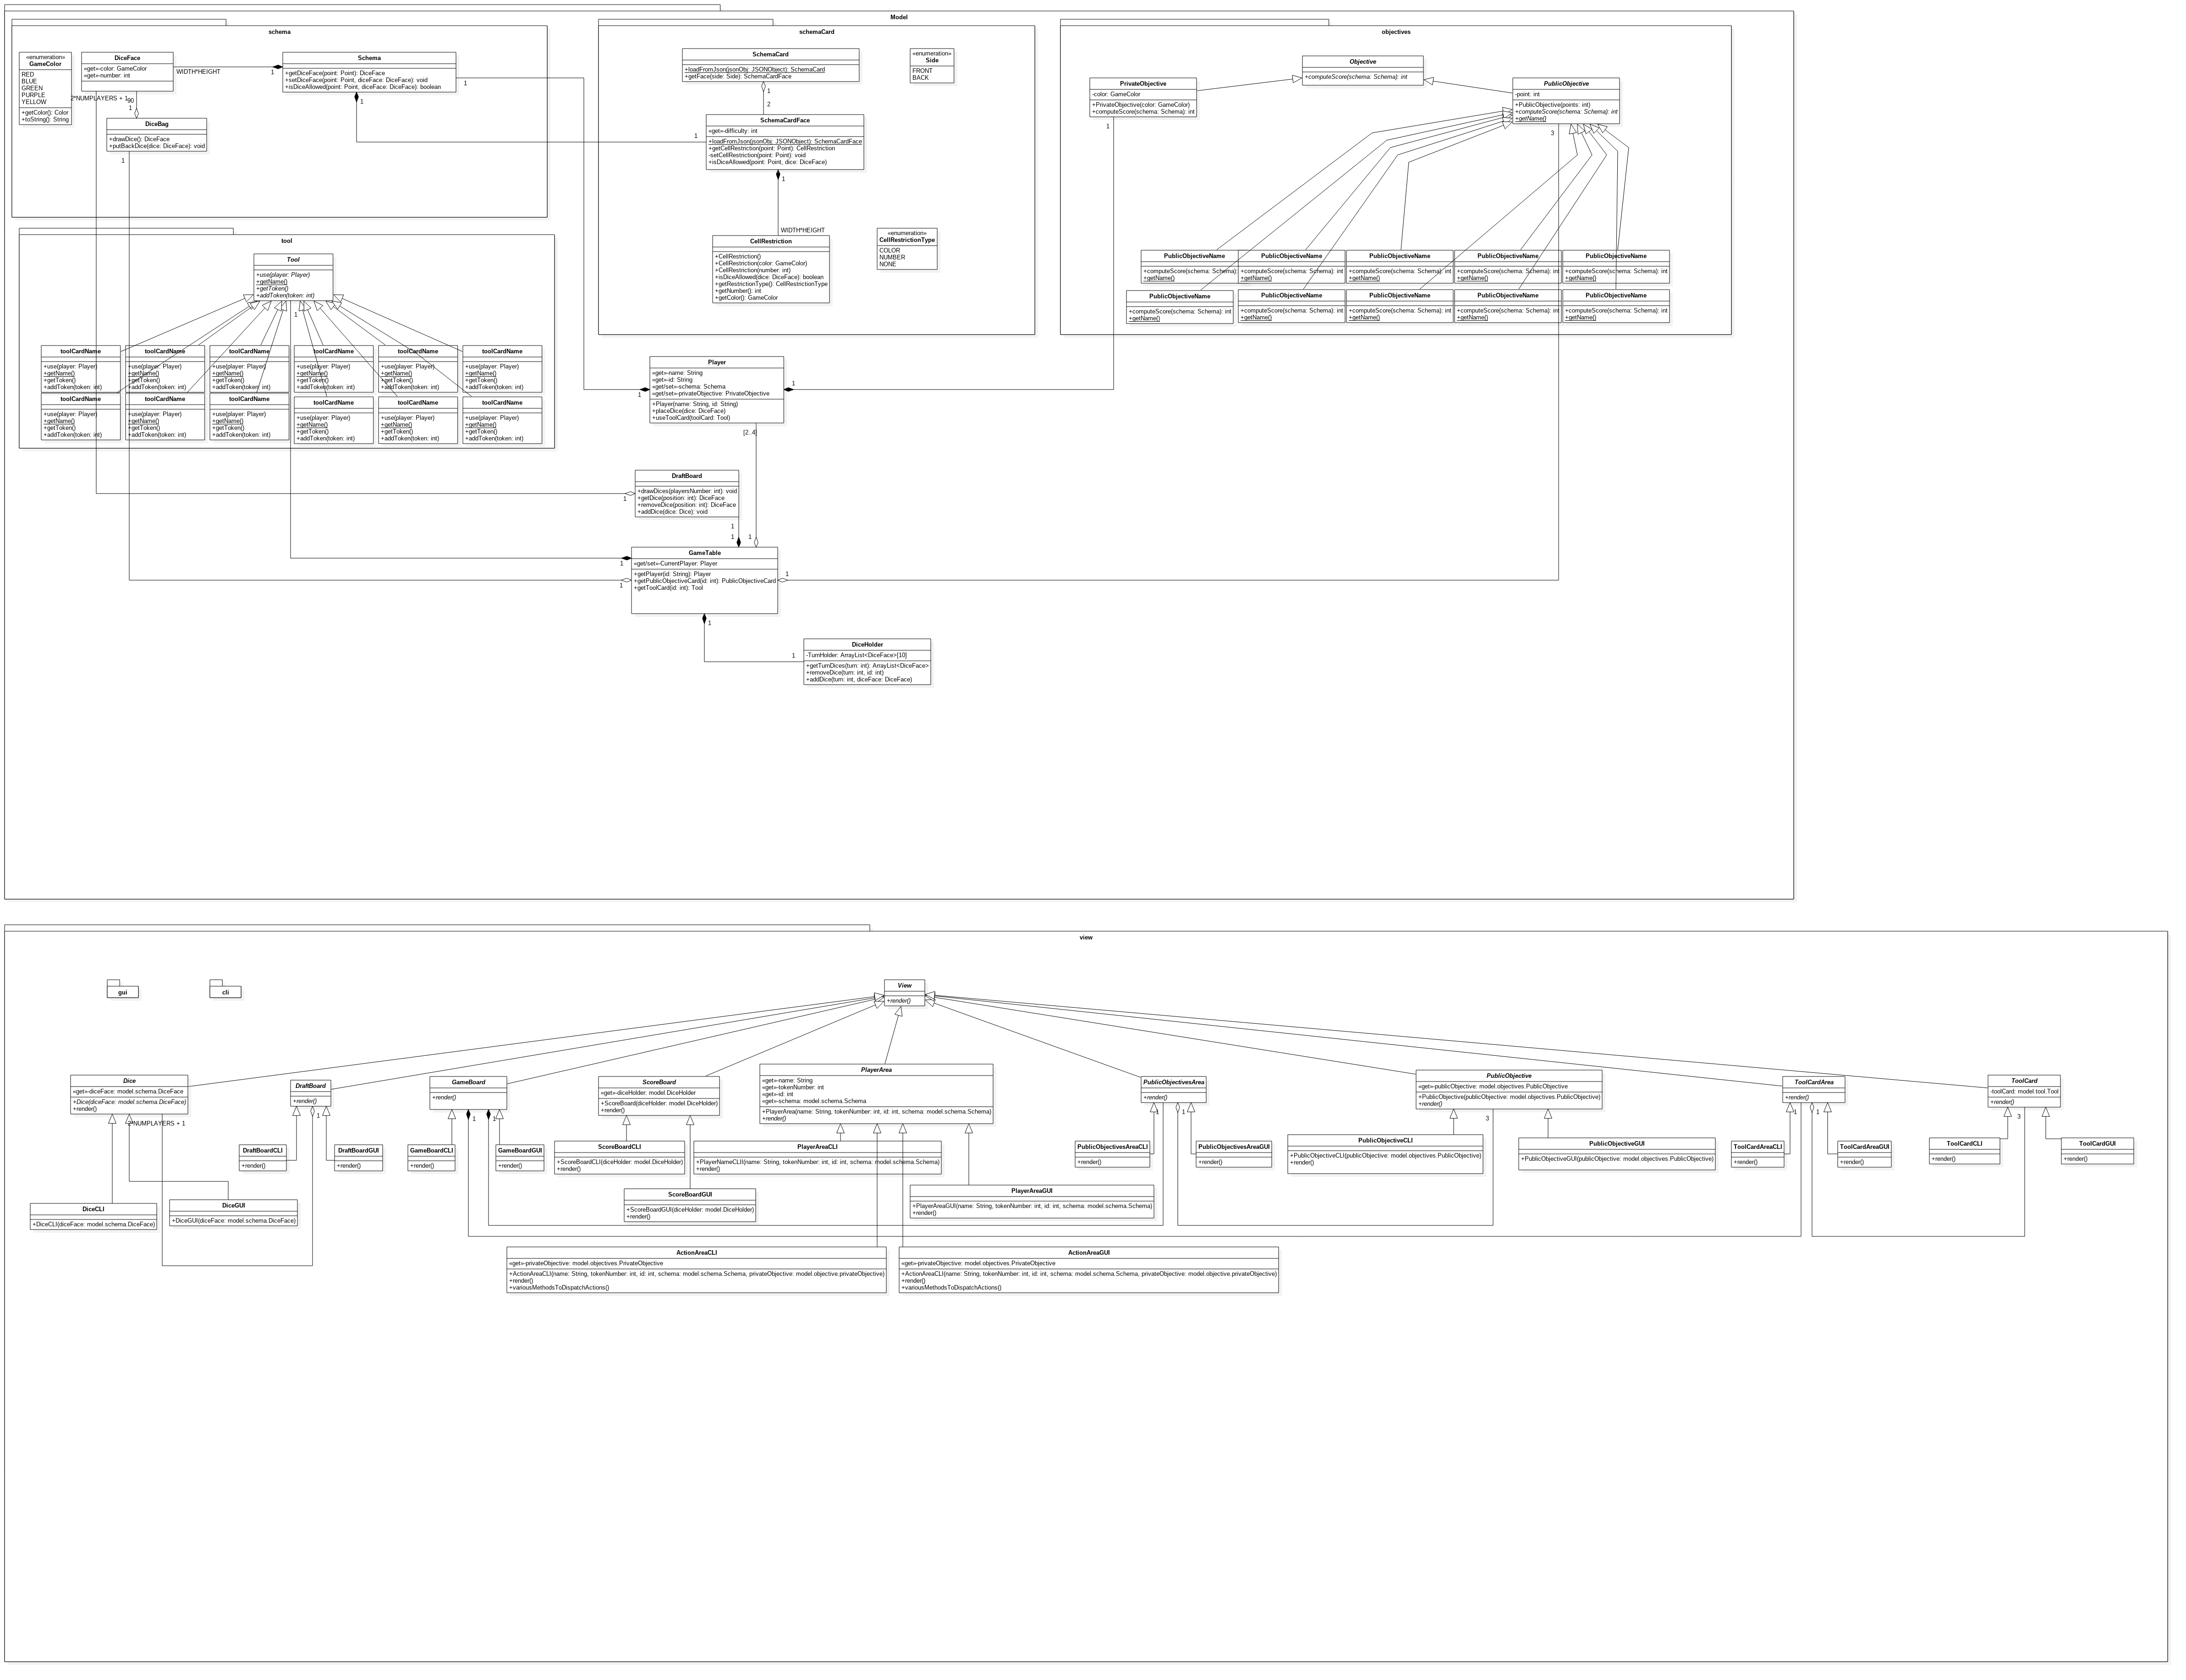 Model
schema
«enumeration»
GameColor
RED
BLUE
GREEN
PURPLE
YELLOW
+getColor(): Color
+toString(): String
DiceFace
«get»-color: GameColor
«get»-number: int
WIDTH*HEIGHT
1
Schema
+getDiceFace(point: Point): DiceFace
+setDiceFace(point: Point, diceFace: DiceFace): void
+isDiceAllowed(point: Point, diceFace: DiceFace): boolean
1
1
2*NUMPLAYERS + 1
90
1
DiceBag
+drawDice(): DiceFace
+putBackDice(dice: DiceFace): void
1
schemaCard
SchemaCard
+loadFromJson(jsonObj: JSONObject): SchemaCard
+getFace(side: Side): SchemaCardFace
1
2
«enumeration»
Side
FRONT
BACK
SchemaCardFace
«get»-difficulty: int
+loadFromJson(jsonObj: JSONObject): SchemaCardFace
+getCellRestriction(point: Point): CellRestriction
-setCellRestriction(point: Point): void
+isDiceAllowed(point: Point, dice: DiceFace)
1
1
WIDTH*HEIGHT
CellRestriction
+CellRestriction()
+CellRestriction(color: GameColor)
+CellRestriction(number: int)
+isDiceAllowed(dice: DiceFace): boolean
+getRestrictionType(): CellRestrictionType
+getNumber(): int
+getColor(): GameColor
«enumeration»
CellRestrictionType
COLOR
NUMBER
NONE
objectives
Objective
+computeScore(schema: Schema): int
PrivateObjective
-color: GameColor
+PrivateObjective(color: GameColor)
+computeScore(schema: Schema): int
1
PublicObjective
-point: int
+PublicObjective(points: int)
+computeScore(schema: Schema): int
+getName()
3
PublicObjectiveName
+computeScore(schema: Schema): int
+getName()
PublicObjectiveName
+computeScore(schema: Schema): int
+getName()
PublicObjectiveName
+computeScore(schema: Schema): int
+getName()
PublicObjectiveName
+computeScore(schema: Schema): int
+getName()
PublicObjectiveName
+computeScore(schema: Schema): int
+getName()
PublicObjectiveName
+computeScore(schema: Schema): int
+getName()
PublicObjectiveName
+computeScore(schema: Schema): int
+getName()
PublicObjectiveName
+computeScore(schema: Schema): int
+getName()
PublicObjectiveName
+computeScore(schema: Schema): int
+getName()
PublicObjectiveName
+computeScore(schema: Schema): int
+getName()
tool
Tool
+use(player: Player)
+getName()
+getToken()
+addToken(token: int)
1
toolCardName
+use(player: Player)
+getName()
+getToken()
+addToken(token: int)
toolCardName
+use(player: Player)
+getName()
+getToken()
+addToken(token: int)
toolCardName
+use(player: Player)
+getName()
+getToken()
+addToken(token: int)
toolCardName
+use(player: Player)
+getName()
+getToken()
+addToken(token: int)
toolCardName
+use(player: Player)
+getName()
+getToken()
+addToken(token: int)
toolCardName
+use(player: Player)
+getName()
+getToken()
+addToken(token: int)
toolCardName
+use(player: Player)
+getName()
+getToken()
+addToken(token: int)
toolCardName
+use(player: Player)
+getName()
+getToken()
+addToken(token: int)
toolCardName
+use(player: Player)
+getName()
+getToken()
+addToken(token: int)
toolCardName
+use(player: Player)
+getName()
+getToken()
+addToken(token: int)
toolCardName
+use(player: Player)
+getName()
+getToken()
+addToken(token: int)
toolCardName
+use(player: Player)
+getName()
+getToken()
+addToken(token: int)
Player
«get»-name: String
«get»-id: String
«get/set»-schema: Schema
«get/set»-privateObjective: PrivateObjective
+Player(name: String, id: String)
+placeDice(dice: DiceFace)
+useToolCard(toolCard: Tool)
1
1
[2..4]
DraftBoard
+drawDices(playersNumber: int): void
+getDice(position: int): DiceFace
+removeDice(position: int): DiceFace
+addDice(dice: Dice): void
1
1
1
1
GameTable
«get/set»-CurrentPlayer: Player
+getPlayer(id: String): Player
+getPublicObjectiveCard(id: int): PublicObjectiveCard
+getToolCard(id: int): Tool
1
1
1
1
1
DiceHolder
-TurnHolder: ArrayList<DiceFace>[10]
+getTurnDices(turn: int): ArrayList<DiceFace>
+removeDice(turn: int, id: int)
+addDice(turn: int, diceFace: DiceFace)
view
gui
cli
View
+render()
Dice
«get»-diceFace: model.schema.DiceFace
+Dice(diceFace: model.schema.DiceFace)
+render()
2*NUMPLAYERS + 1
DraftBoard
+render()
1
GameBoard
+render()
1
1
ScoreBoard
«get»-diceHolder: model.DiceHolder
+ScoreBoard(diceHolder: model.DiceHolder)
+render()
PlayerArea
«get»-name: String
«get»-tokenNumber: int
«get»-id: int
«get»-schema: model.schema.Schema
+PlayerArea(name: String, tokenNumber: int, id: int, schema: model.schema.Schema)
+render()
PublicObjectivesArea
+render()
1
1
PublicObjective
«get»-publicObjective: model.objectives.PublicObjective
+PublicObjective(publicObjective: model.objectives.PublicObjective)
+render()
3
ToolCardArea
+render()
1
1
ToolCard
-toolCard: model.tool.Tool
+render()
3
DraftBoardCLI
+render()
DraftBoardGUI
+render()
GameBoardCLI
+render()
GameBoardGUI
+render()
ScoreBoardCLI
+ScoreBoardCLI(diceHolder: model.DiceHolder)
+render()
PlayerAreaCLI
+PlayerNameCLII(name: String, tokenNumber: int, id: int, schema: model.schema.Schema)
+render()
PublicObjectivesAreaCLI
+render()
PublicObjectivesAreaGUI
+render()
PublicObjectiveCLI
+PublicObjectiveCLI(publicObjective: model.objectives.PublicObjective)
+render()
PublicObjectiveGUI
+PublicObjectiveGUI(publicObjective: model.objectives.PublicObjective)
ToolCardAreaCLI
+render()
ToolCardAreaGUI
+render()
ToolCardCLI
+render()
ToolCardGUI
+render()
DiceCLI
+DiceCLI(diceFace: model.schema.DiceFace)
DiceGUI
+DiceGUI(diceFace: model.schema.DiceFace)
ScoreBoardGUI
+ScoreBoardGUI(diceHolder: model.DiceHolder)
+render()
PlayerAreaGUI
+PlayerAreaGUI(name: String, tokenNumber: int, id: int, schema: model.schema.Schema)
+render()
ActionAreaCLI
«get»-privateObjective: model.objectives.PrivateObjective
+ActionAreaCLI(name: String, tokenNumber: int, id: int, schema: model.schema.Schema, privateObjective: model.objective.privateObjective)
+render()
+variousMethodsToDispatchActions()
ActionAreaGUI
«get»-privateObjective: model.objectives.PrivateObjective
+ActionAreaCLI(name: String, tokenNumber: int, id: int, schema: model.schema.Schema, privateObjective: model.objective.privateObjective)
+render()
+variousMethodsToDispatchActions()